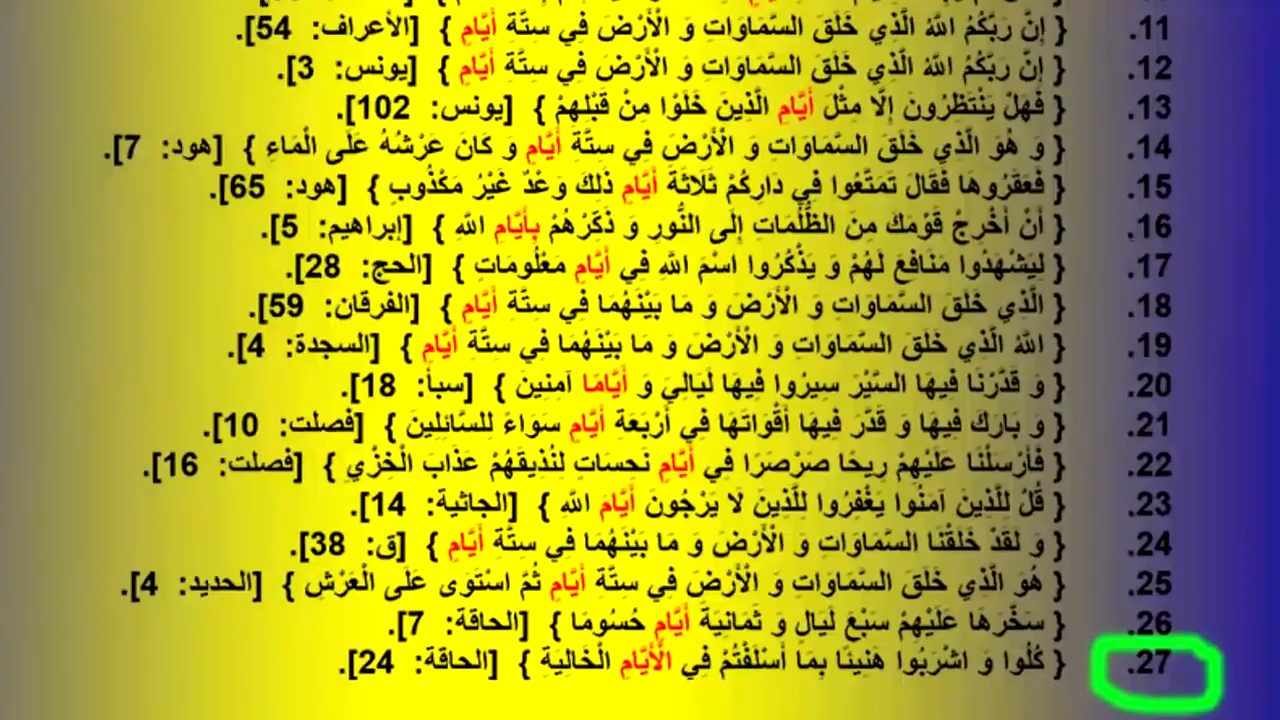 11. { إِنَّ رَبَّكُمُ اللهُ الَّذِي خَلَقَ السَّمَاوَاتِ وَ الْأَرْضَ فِي سِتَّةِ أَيَّامٍ } [الأعراف: 54].
12. { إِنَّ رَبَّكُمُ اللهُ الَّذِي خَلَقَ السَّمَاوَاتِ وَ الْأَرْضَ فِي سِتَّةِ أَيَّامٍ } [يونس: 3].
13. { فَهَلْ يَنْتَظِرُونَ إِلَّا مِثْلَ أَيَّامِ الَّذِينَ خَلَوْا مِنْ قَبْلِهِمْ } [يونس: 102].
14. { وَ هُوَ الَّذِي خَلَقَ السَّمَاوَاتِ وَ الْأَرْضَ فِي سِتَّةِ أَيَّامٍ وَ كَانَ عَرْشُهُ عَلَى الْمَاءِ } [هود: 7].
15. { فَعَقَرُوهَا فَقَالَ تَمَتَّعُوا فِي دَارِكُمْ ثَلَاثَةَ أَيَّامٍ ذَلِكَ وَعْدٌ غَيْرُ مَكْذُوبٍ } [هود: 65].
16. { أَنْ أَخْرِجْ قَوْمَكَ مِنَ الظُّلُمَاتِ إِلَى النُّورِ وَ ذَكِّرْهُمْ بِأَيَّامِ اللهِ } [إبراهيم: 5].
17. { لِيَشْهَدُوا مَنَافِعَ لَهُمْ وَ يَذْكُرُوا اسْمَ اللهِ فِي أَيَّامٍ مَعْلُومَاتٍ } [الحج: 28].
18. { الَّذِي خَلَقَ السَّمَاوَاتِ وَ الْأَرْضَ وَ مَا بَيْنَهُمَا فِي سِتَّةِ أَيَّامٍ } [الفرقان: 59].
19. { اللهُ الَّذِي خَلَقَ السَّمَاوَاتِ وَ الْأَرْضَ وَ مَا بَيْنَهُمَا فِي سِتَّةِ أَيَّامٍ } [السجدة: 4].
20. { وَ قَدَّرْنَا فِيهَا السَّيْرَ سِيرُوا فِيهَا لَيَالِيَ وَ أَيَّامًا آمِنِينَ } [سبأ: 18].
21. { وَ بَارَكَ فِيهَا وَ قَدَّرَ فِيهَا أَقْوَاتَهَا فِي أَرْبَعَةِ أَيَّامٍ سَوَاءً للسَّائِلِينَ } [فصلت: 10].
22. { فَأَرْسَلْنَا عَلَيْهِمْ رِيحًا صَرْصَرًا فِي أَيَّامٍ نَحِسَاتٍ لِنُذِيقَهُمْ عَذَابَ الْخِزْيِ } [فصلت: 16].
23. { قُلْ لِلَّذِينَ آمَنُوا يَغْفِرُوا لِلَّذِينَ لَا يَرْجُونَ أَيَّامَ اللهِ } [الجاثية: 14].
24. { وَ لَقَدْ خَلَقْنَا السَّمَاوَاتِ وَ الْأَرْضَ وَ مَا بَيْنَهُمَا فِي سِتَّةِ أَيَّامٍ } [ق: 38].
25. { هُوَ الَّذِي خَلَقَ السَّمَاوَاتِ وَ الْأَرْضَ فِي سِتَّةِ أَيَّامٍ ثُمَّ اسْتَوَى عَلَى الْعَرْشِ } [الحديد: 4].
26. { سَخَّرَهَا عَلَيْهِمْ سَبْعَ لَيَالٍ وَ ثَمَانِيَةَ أَيَّامٍ حُسُومًا } [الحاقة: 7].
27. { كُلُوا وَ اشْرَبُوا هَنِيئًا بِمَا أَسْلَفْتُمْ فِي الْأَيَّامِ الْخَالِيَةِ } [الحاقة: 24].